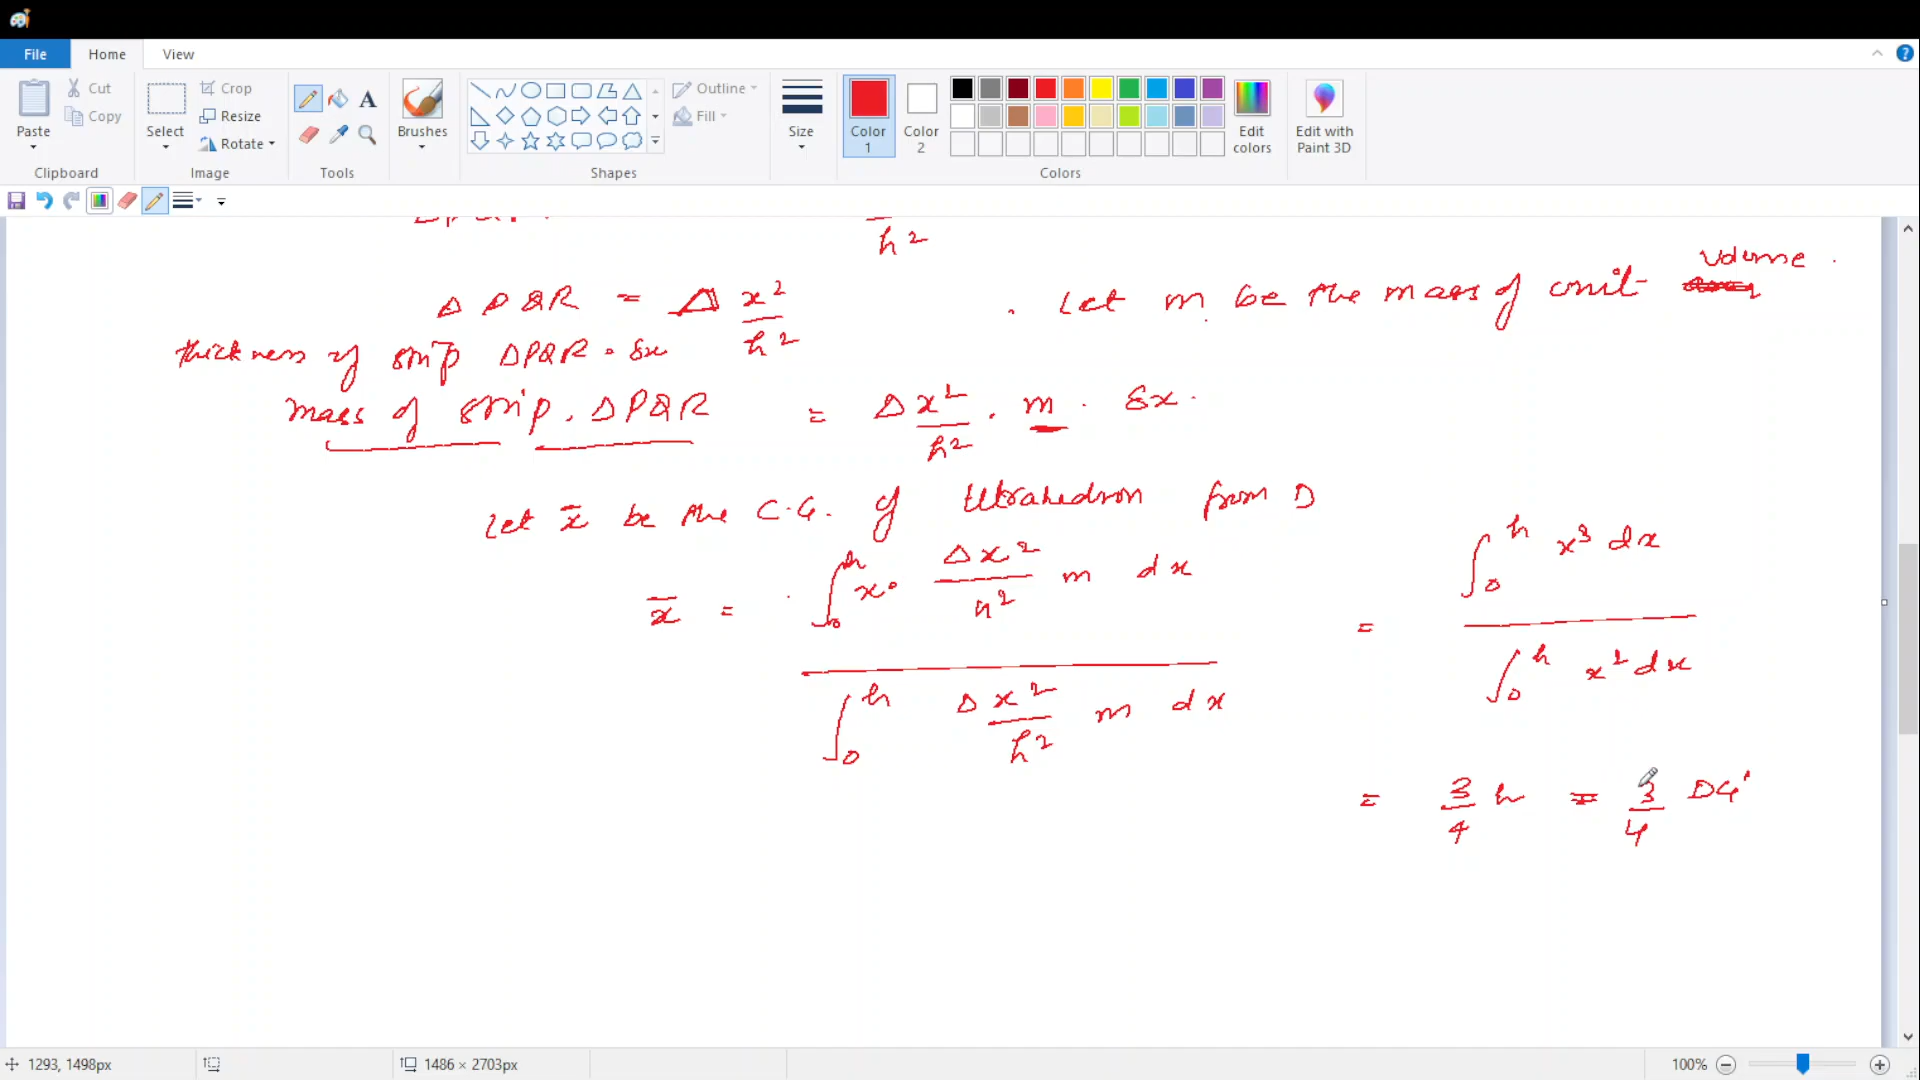 File Home View
Paste Cut Copy Clipboard
Select Crop Resize Rotate Image
A Tools
Brushes
Shapes Outline Fill
Size
Color 1 Color 2 Edit colors Colors
Edit with Paint 3D
h²
Δ PQR = Δ x²/h² . Let m be the mass of unit volume.
thickness of strip ΔPQR = δx
mass of strip. ΔPQR = Δx²/h² . m . δx.
Let x̄ be the C.G. of tetrahedron from D
x̄ = ∫₀ʰ x· Δx²/h² m dx / ∫₀ʰ Δx²/h² m dx = ∫₀ʰ x³ dx / ∫₀ʰ x² dx
= 3/4 h = 3/4 DG'
1293, 1498px 1486 × 2703px 100%